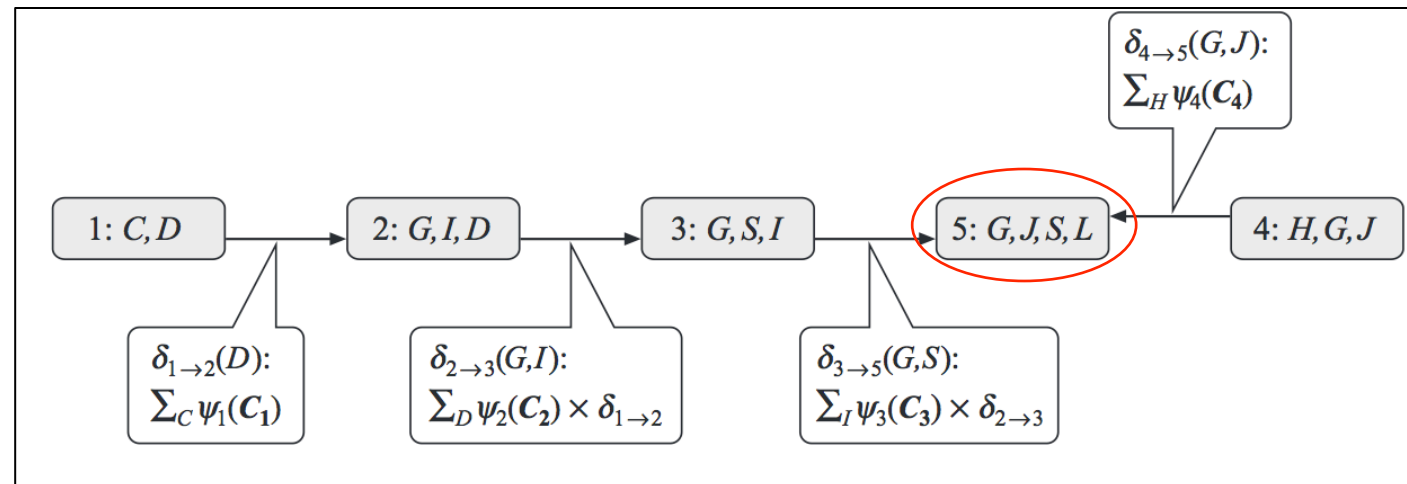 δ4→5(G,J):
∑H ψ4(C4)
1: C,D
2: G,I,D
3: G,S,I
5: G,J,S,L
4: H,G,J
δ1→2(D):
∑C ψ1(C1)
δ2→3(G,I):
∑D ψ2(C2) × δ1→2
δ3→5(G,S):
∑I ψ3(C3) × δ2→3